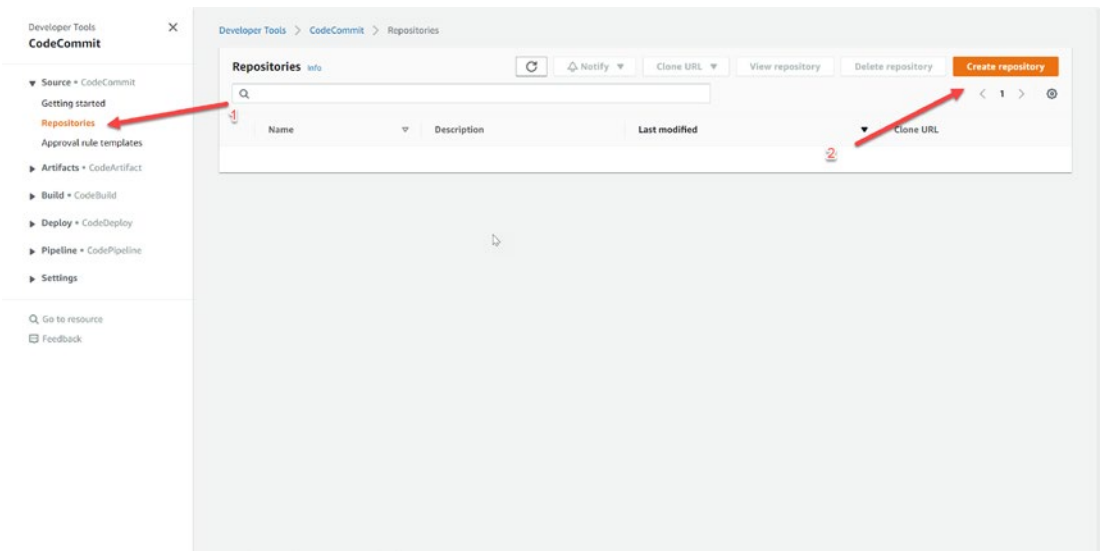 Developer Tools
CodeCommit
Source • CodeCommit
Getting started
Repositories
Approval rule templates
Artifacts • CodeArtifact
Build • CodeBuild
Deploy • CodeDeploy
Pipeline • CodePipeline
Settings
Go to resource
Feedback
Developer Tools > CodeCommit > Repositories
Repositories Info
Notify Clone URL View repository Delete repository Create repository
1
1
Name Description Last modified Clone URL
2